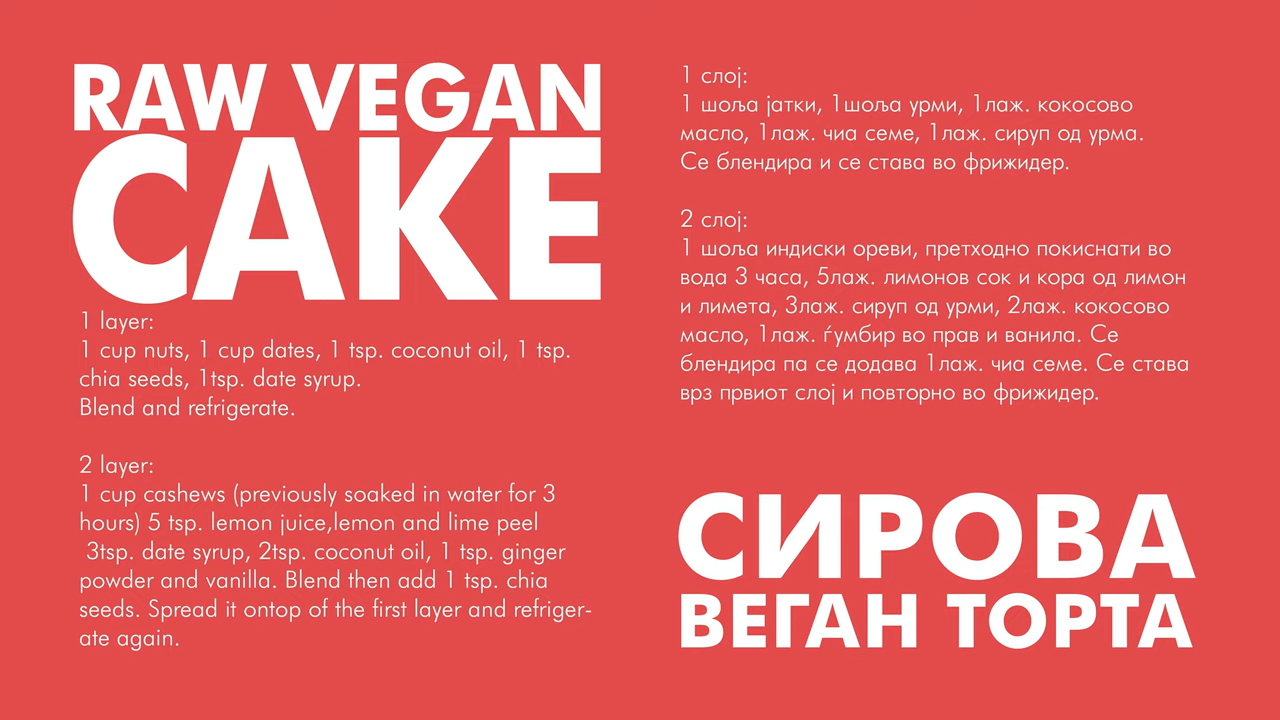 RAW VEGAN
CAKE
1 layer:
1 cup nuts, 1 cup dates, 1 tsp. coconut oil, 1 tsp.
chia seeds, 1tsp. date syrup.
Blend and refrigerate.
2 layer:
1 cup cashews (previously soaked in water for 3
hours) 5 tsp. lemon juice,lemon and lime peel
3tsp. date syrup, 2tsp. coconut oil, 1 tsp. ginger
powder and vanilla. Blend then add 1 tsp. chia
seeds. Spread it ontop of the first layer and refriger-
ate again.
1 слој:
1 шоља јатки, 1шоља урми, 1лаж. кокосово
масло, 1лаж. чиа семе, 1лаж. сируп од урма.
Се блендира и се става во фрижидер.
2 слој:
1 шоља индиски ореви, претходно покиснати во
вода 3 часа, 5лаж. лимонов сок и кора од лимон
и лимета, 3лаж. сируп од урми, 2лаж. кокосово
масло, 1лаж. ѓумбир во прав и ванила. Се
блендира па се додава 1лаж. чиа семе. Се става
врз првиот слој и повторно во фрижидер.
СИРОВА
ВЕГАН ТОРТА